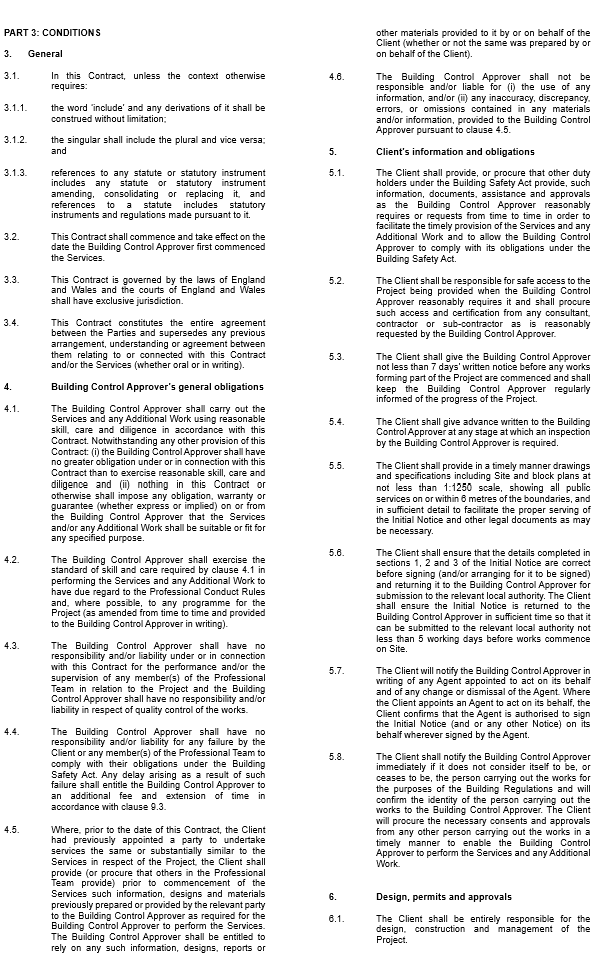 PART 3: CONDITIONS
3. General
3.1. In this Contract, unless the context otherwise
requires:
3.1.1. the word 'include' and any derivations of it shall be
construed without limitation;
3.1.2. the singular shall include the plural and vice versa;
and
3.1.3. references to any statute or statutory instrument
includes any statute or statutory instrument
amending, consolidating or replacing it, and
references to a statute includes statutory
instruments and regulations made pursuant to it.
3.2. This Contract shall commence and take effect on the
date the Building Control Approver first commenced
the Services.
3.3. This Contract is governed by the laws of England
and Wales and the courts of England and Wales
shall have exclusive jurisdiction.
3.4. This Contract constitutes the entire agreement
between the Parties and supersedes any previous
arrangement, understanding or agreement between
them relating to or connected with this Contract
and/or the Services (whether oral or in writing).
4. Building Control Approver's general obligations
4.1. The Building Control Approver shall carry out the
Services and any Additional Work using reasonable
skill, care and diligence in accordance with this
Contract. Notwithstanding any other provision of this
Contract: (i) the Building Control Approver shall have
no greater obligation under or in connection with this
Contract than to exercise reasonable skill, care and
diligence and (ii) nothing in this Contract or
otherwise shall impose any obligation, warranty or
guarantee (whether express or implied) on or from
the Building Control Approver that the Services
and/or any Additional Work shall be suitable or fit for
any specified purpose.
4.2. The Building Control Approver shall exercise the
standard of skill and care required by clause 4.1 in
performing the Services and any Additional Work to
have due regard to the Professional Conduct Rules
and, where possible, to any programme for the
Project (as amended from time to time and provided
to the Building Control Approver in writing).
4.3. The Building Control Approver shall have no
responsibility and/or liability under or in connection
with this Contract for the performance and/or the
supervision of any member(s) of the Professional
Team in relation to the Project and the Building
Control Approver shall have no responsibility and/or
liability in respect of quality control of the works.
4.4. The Building Control Approver shall have no
responsibility and/or liability for any failure by the
Client or any member(s) of the Professional Team to
comply with their obligations under the Building
Safety Act. Any delay arising as a result of such
failure shall entitle the Building Control Approver to
an additional fee and extension of time in
accordance with clause 9.3.
4.5. Where, prior to the date of this Contract, the Client
had previously appointed a party to undertake
services the same or substantially similar to the
Services in respect of the Project, the Client shall
provide (or procure that others in the Professional
Team provide) prior to commencement of the
Services such information, designs and materials
previously prepared or provided by the relevant party
to the Building Control Approver as required for the
Building Control Approver to perform the Services.
The Building Control Approver shall be entitled to
rely on any such information, designs, reports or
other materials provided to it by or on behalf of the
Client (whether or not the same was prepared by or
on behalf of the Client).
4.6. The Building Control Approver shall not be
responsible and/or liable for (i) the use of any
information, and/or (ii) any inaccuracy, discrepancy,
errors, or omissions contained in any materials
and/or information, provided to the Building Control
Approver pursuant to clause 4.5.
5. Client's information and obligations
5.1. The Client shall provide, or procure that other duty
holders under the Building Safety Act provide, such
information, documents, assistance and approvals
as the Building Control Approver reasonably
requires or requests from time to time in order to
facilitate the timely provision of the Services and any
Additional Work and to allow the Building Control
Approver to comply with its obligations under the
Building Safety Act.
5.2. The Client shall be responsible for safe access to the
Project being provided when the Building Control
Approver reasonably requires it and shall procure
such access and certification from any consultant,
contractor or sub-contractor as is reasonably
requested by the Building Control Approver.
5.3. The Client shall give the Building Control Approver
not less than 7 days' written notice before any works
forming part of the Project are commenced and shall
keep the Building Control Approver regularly
informed of the progress of the Project.
5.4. The Client shall give advance written to the Building
Control Approver at any stage at which an inspection
by the Building Control Approver is required.
5.5. The Client shall provide in a timely manner drawings
and specifications including Site and block plans at
not less than 1:1250 scale, showing all public
services on or within 6 metres of the boundaries, and
in sufficient detail to facilitate the proper serving of
the Initial Notice and other legal documents as may
be necessary.
5.6. The Client shall ensure that the details completed in
sections 1, 2 and 3 of the Initial Notice are correct
before signing (and/or arranging for it to be signed)
and returning it to the Building Control Approver for
submission to the relevant local authority. The Client
shall ensure the Initial Notice is returned to the
Building Control Approver in sufficient time so that it
can be submitted to the relevant local authority not
less than 5 working days before works commence
on Site.
5.7. The Client will notify the Building Control Approver in
writing of any Agent appointed to act on its behalf
and of any change or dismissal of the Agent. Where
the Client appoints an Agent to act on its behalf, the
Client confirms that the Agent is authorised to sign
the Initial Notice (and or any other Notice) on its
behalf wherever signed by the Agent.
5.8. The Client shall notify the Building Control Approver
immediately if it does not consider itself to be, or
ceases to be, the person carrying out the works for
the purposes of the Building Regulations and will
confirm the identity of the person carrying out the
works to the Building Control Approver. The Client
will procure the necessary consents and approvals
from any other person carrying out the works in a
timely manner to enable the Building Control
Approver to perform the Services and any Additional
Work.
6. Design, permits and approvals
6.1. The Client shall be entirely responsible for the
design, construction and management of the
Project.